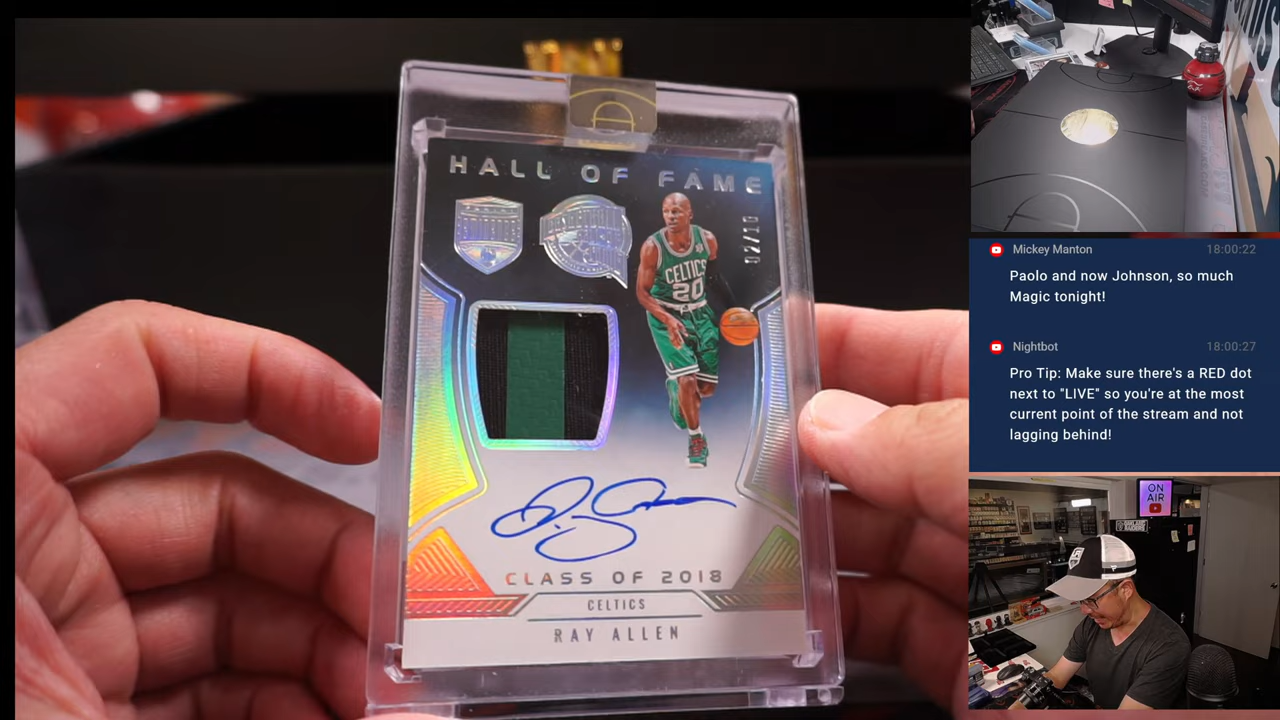 HALL OF FAME
02/10
CELTICS
20
CLASS OF 2018
CELTICS
RAY ALLEN
Mickey Manton 18:00:22
Paolo and now Johnson, so much
Magic tonight!
Nightbot 18:00:27
Pro Tip: Make sure there's a RED dot
next to "LIVE" so you're at the most
current point of the stream and not
lagging behind!
ON
AIR